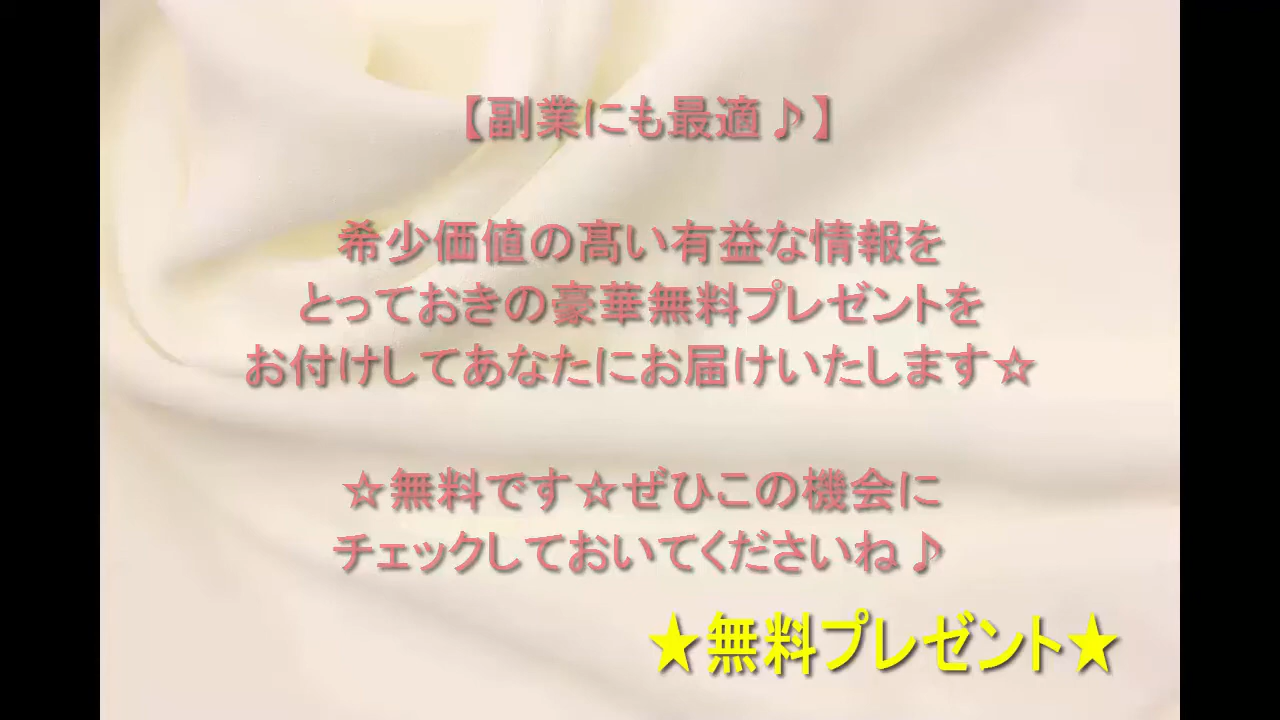 【副業にも最適♪】
希少価値の高い有益な情報を
とっておきの豪華無料プレゼントを
お付けしてあなたにお届けいたします☆
☆無料です☆ぜひこの機会に
チェックしておいてくださいね♪
★無料プレゼント★